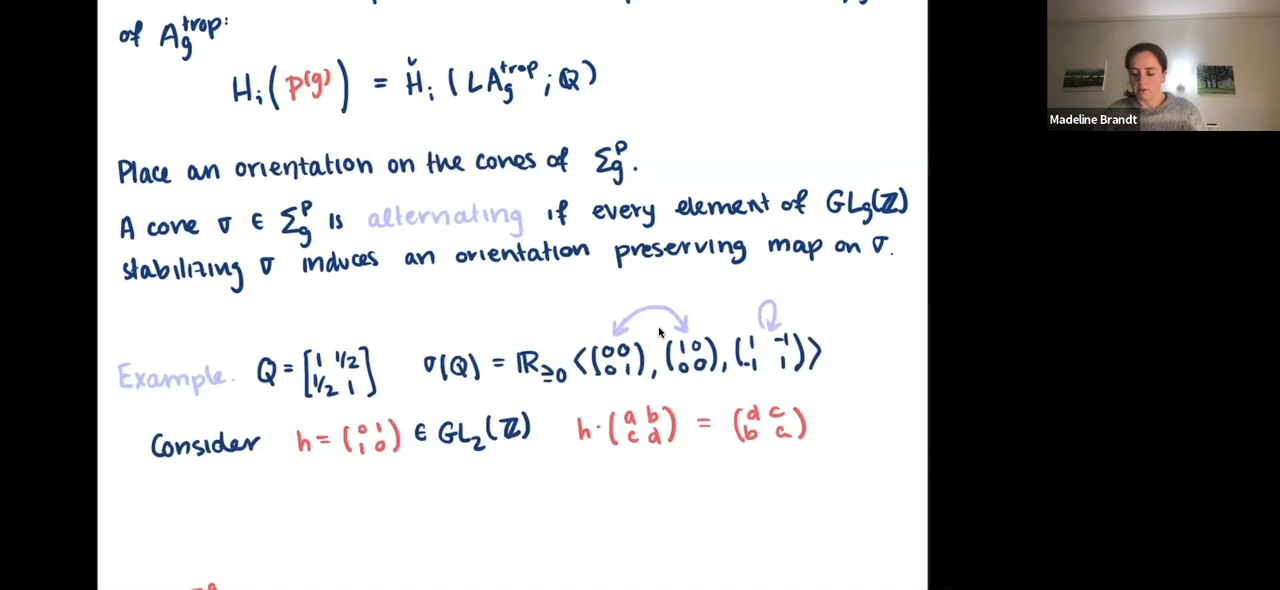 of A_g^trop:
H_i(P^(g)) = Ȟ_i(LA_g^trop; ℚ)
Place an orientation on the cones of Σ_g^P.
A cone σ ∈ Σ_g^P is alternating if every element of GL_g(ℤ)
stabilizing σ induces an orientation preserving map on σ.
Example. Q = [1 1/2; 1/2 1] σ(Q) = ℝ_≥0 <(0 0; 0 1), (1 0; 0 0), (1 -1; -1 1)>
Consider h = (0 1; 1 0) ∈ GL_2(ℤ) h·(a b; c d) = (d c; b a)
Madeline Brandt